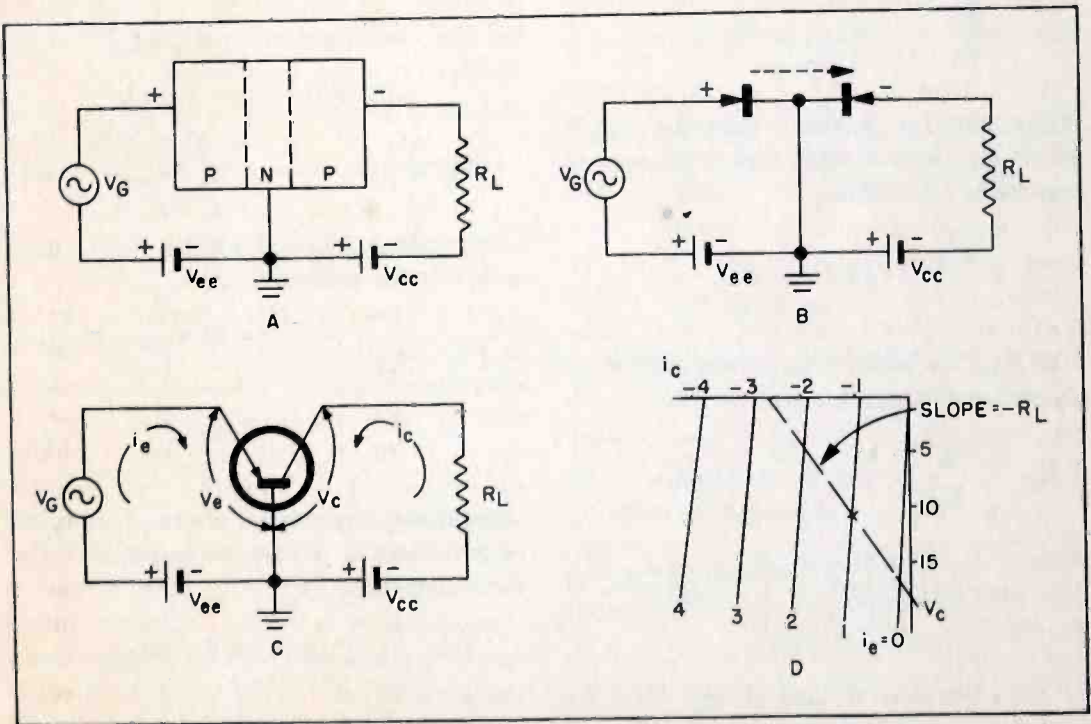 + -
V_G P N P R_L
+ - + -
V_ee V_cc
A
+ -
V_G R_L
+ - + -
V_ee V_cc
B
i_e i_c
V_G V_e V_c R_L
+ - + -
V_ee V_cc
C
i_c
-4 -3 -2 -1
SLOPE=-R_L
-5
-10
-15
V_c
4 3 2 1 i_e=0
D